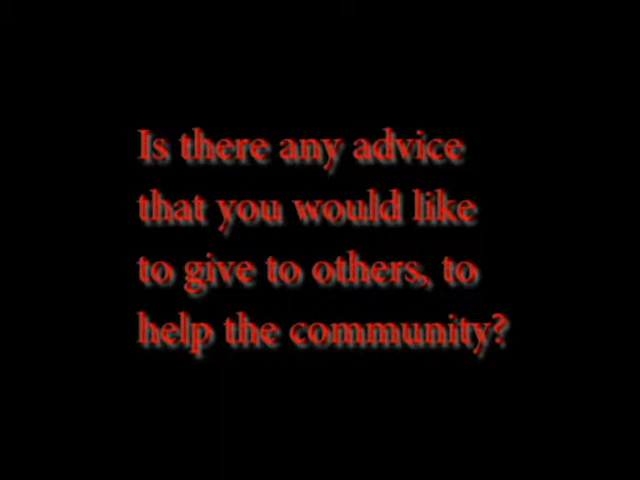 Is there any advice
that you would like
to give to others, to
help the community?